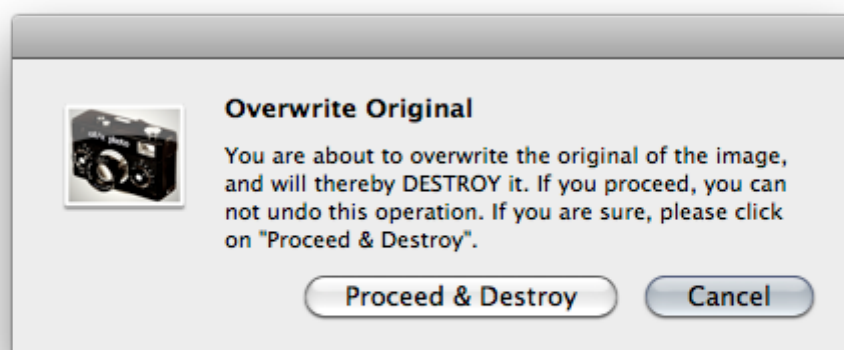 Overwrite Original
You are about to overwrite the original of the image,
and will thereby DESTROY it. If you proceed, you can
not undo this operation. If you are sure, please click
on "Proceed & Destroy".
Proceed & Destroy Cancel